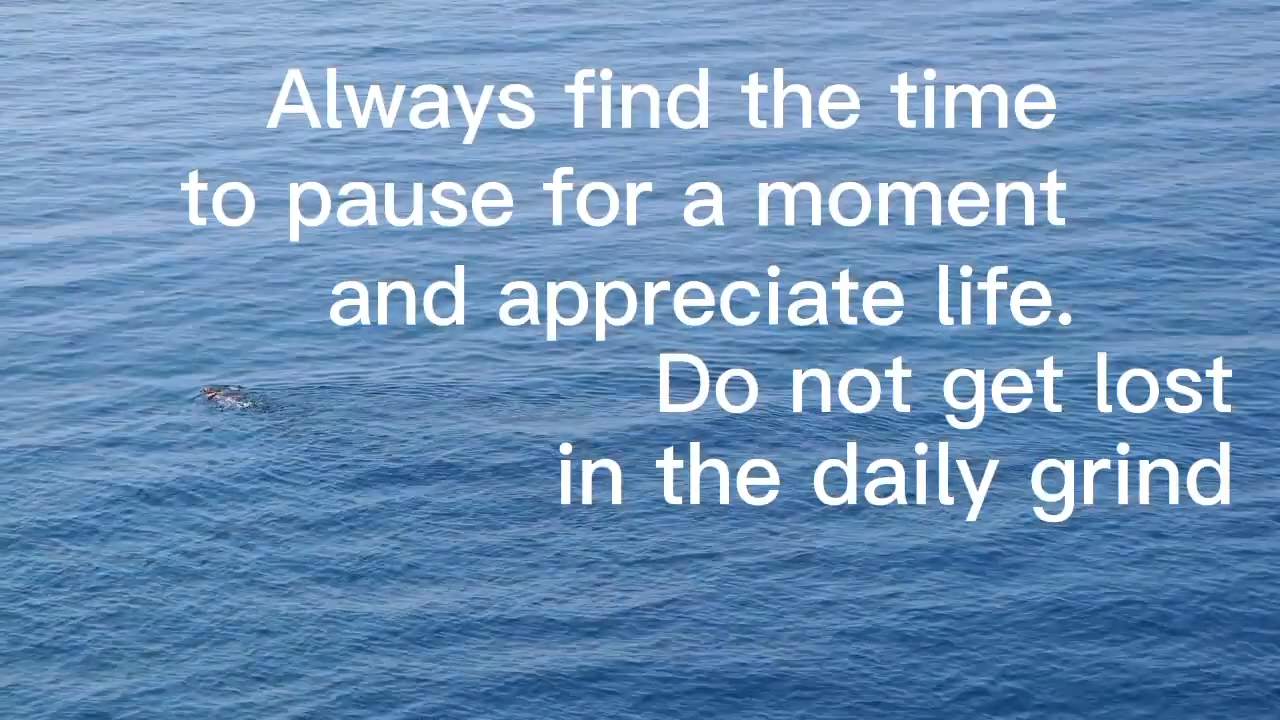 Always find the time
to pause for a moment
and appreciate life.
Do not get lost
in the daily grind